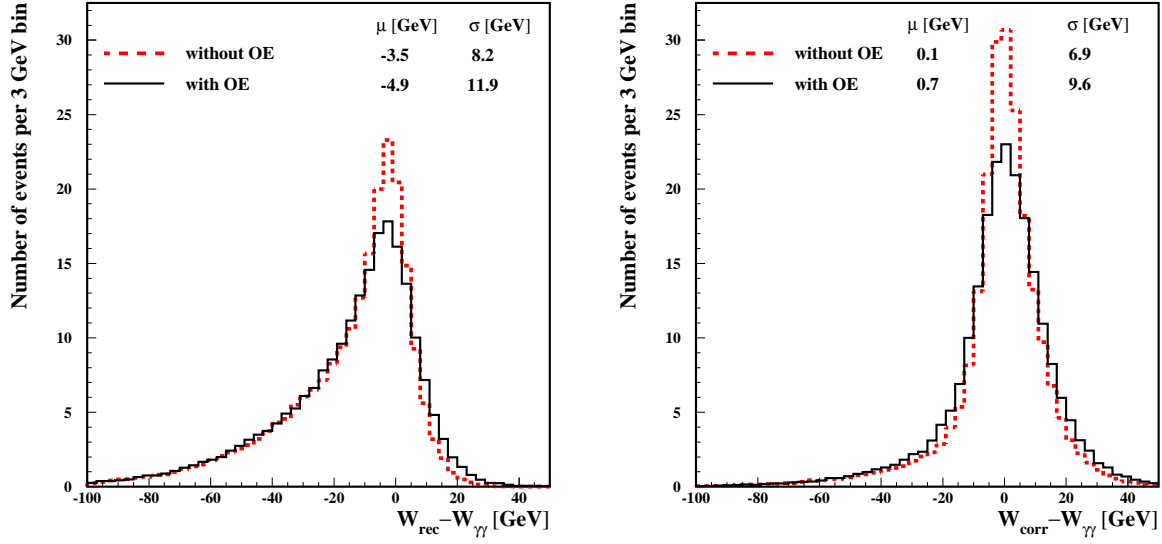 Number of events per 3 GeV bin
μ [GeV] σ [GeV]
without OE -3.5 8.2
with OE -4.9 11.9
30
25
20
15
10
5
0
-100 -80 -60 -40 -20 0 20 40
W_rec−W_γγ [GeV]
Number of events per 3 GeV bin
μ [GeV] σ [GeV]
without OE 0.1 6.9
with OE 0.7 9.6
30
25
20
15
10
5
0
-100 -80 -60 -40 -20 0 20 40
W_corr−W_γγ [GeV]